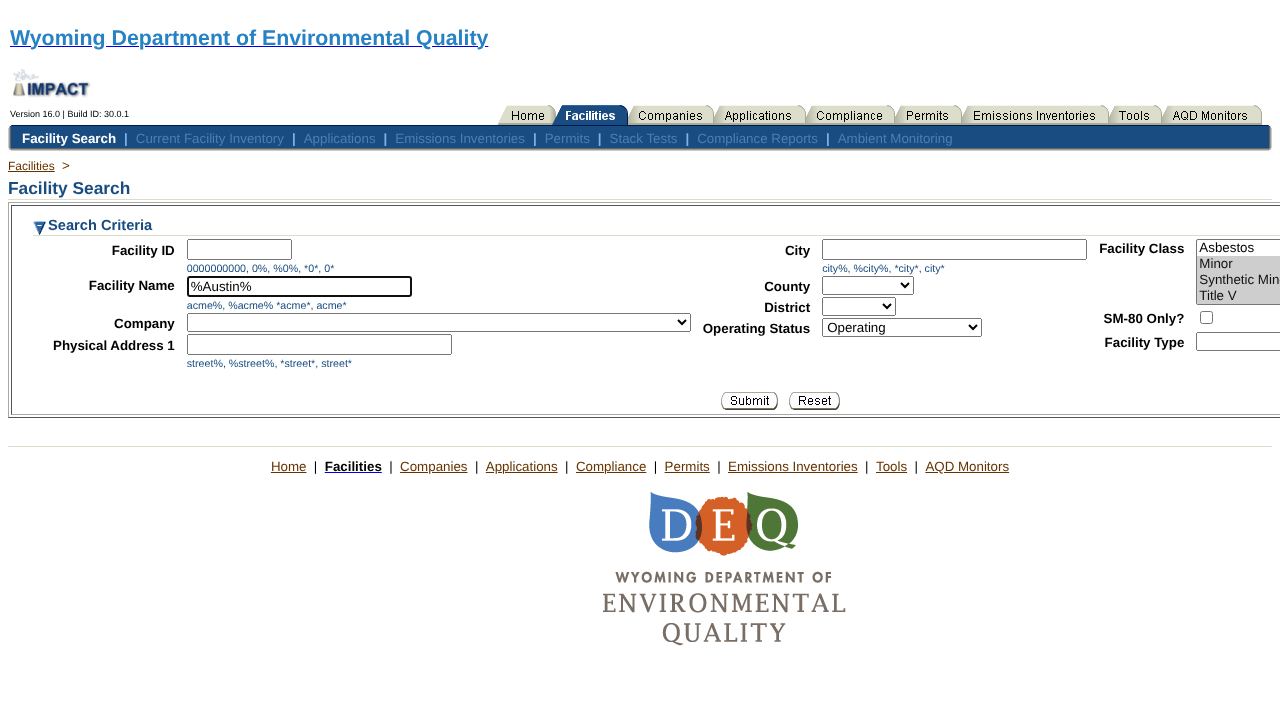 Wyoming Department of Environmental Quality
IMPACT
Version 16.0 | Build ID: 30.0.1
Home Facilities Companies Applications Compliance Permits Emissions Inventories Tools AQD Monitors
Facility Search | Current Facility Inventory | Applications | Emissions Inventories | Permits | Stack Tests | Compliance Reports | Ambient Monitoring
Facilities >
Facility Search
Search Criteria
Facility ID
0000000000, 0%, %0%, *0*, 0*
Facility Name %Austin%
acme%, %acme% *acme*, acme*
Company
Physical Address 1
street%, %street%, *street*, street*
City
city%, %city%, *city*, city*
County
District
Operating Status Operating
Facility Class Asbestos
Minor
Synthetic Min
Title V
SM-80 Only?
Facility Type
Submit Reset
Home | Facilities | Companies | Applications | Compliance | Permits | Emissions Inventories | Tools | AQD Monitors
DEQ
WYOMING DEPARTMENT OF
ENVIRONMENTAL
QUALITY